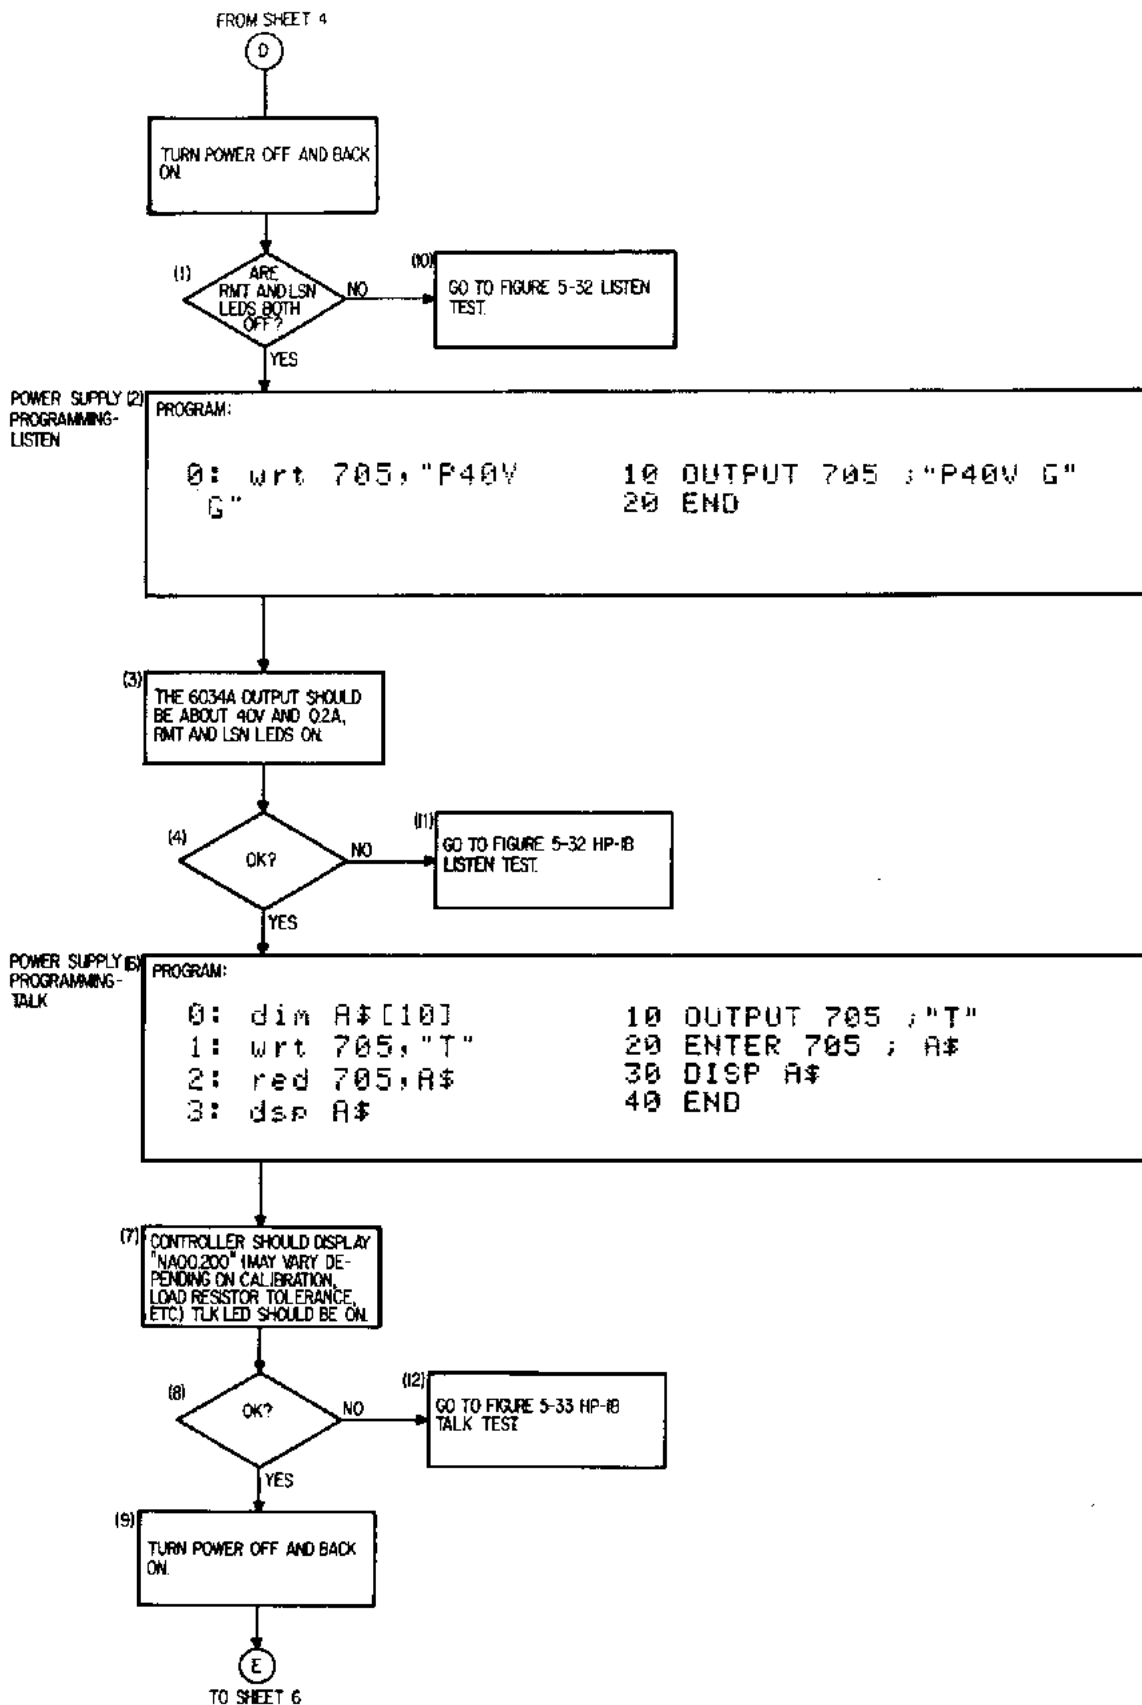 FROM SHEET 4
D
TURN POWER OFF AND BACK
ON.
(1)
ARE
RMT AND LSN
LEDS BOTH
OFF?
NO
(10)
GO TO FIGURE 5-32 LISTEN
TEST.
YES
POWER SUPPLY (2)
PROGRAMMING-
LISTEN
PROGRAM:
0: wrt 705,"P40V
G"
10 OUTPUT 705 ;"P40V G"
20 END
(3)
THE 6034A OUTPUT SHOULD
BE ABOUT 40V AND 0.2A,
RMT AND LSN LEDS ON.
(4)
OK?
NO
(11)
GO TO FIGURE 5-32 HP-IB
LISTEN TEST.
YES
POWER SUPPLY (6)
PROGRAMMING-
TALK
PROGRAM:
0: dim A$[10]
1: wrt 705,"T"
2: red 705,A$
3: dsp A$
10 OUTPUT 705 ;"T"
20 ENTER 705 ; A$
30 DISP A$
40 END
(7)
CONTROLLER SHOULD DISPLAY
"NA00.200" (MAY VARY DE-
PENDING ON CALIBRATION,
LOAD RESISTOR TOLERANCE,
ETC) TLK LED SHOULD BE ON.
(8)
OK?
NO
(12)
GO TO FIGURE 5-33 HP-IB
TALK TEST
YES
(9)
TURN POWER OFF AND BACK
ON.
E
TO SHEET 6